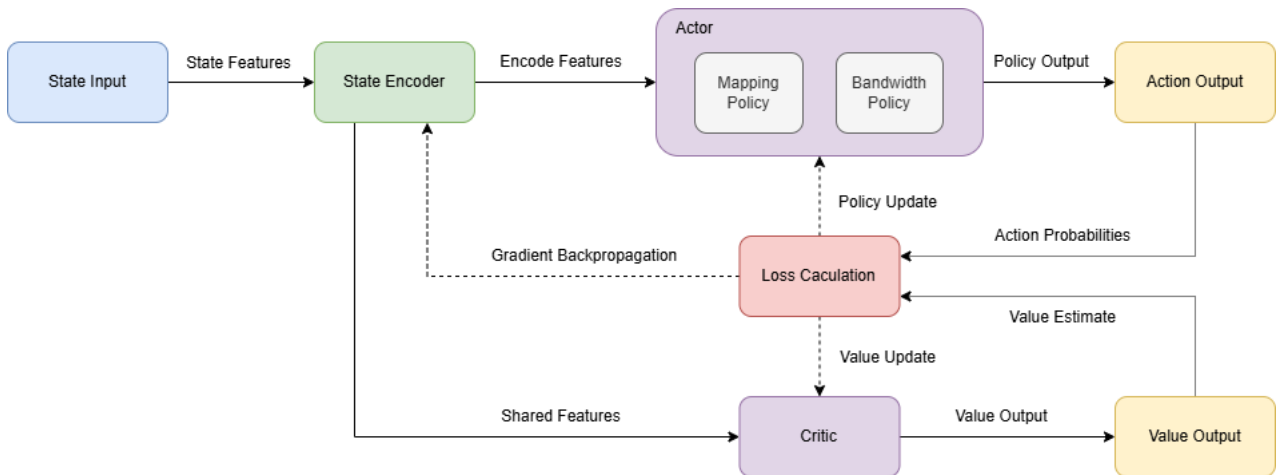 Actor
State Input
State Features
State Encoder
Encode Features
Mapping
Policy
Bandwidth
Policy
Policy Output
Action Output
Policy Update
Action Probabilities
Gradient Backpropagation
Loss Caculation
Value Estimate
Value Update
Shared Features
Critic
Value Output
Value Output